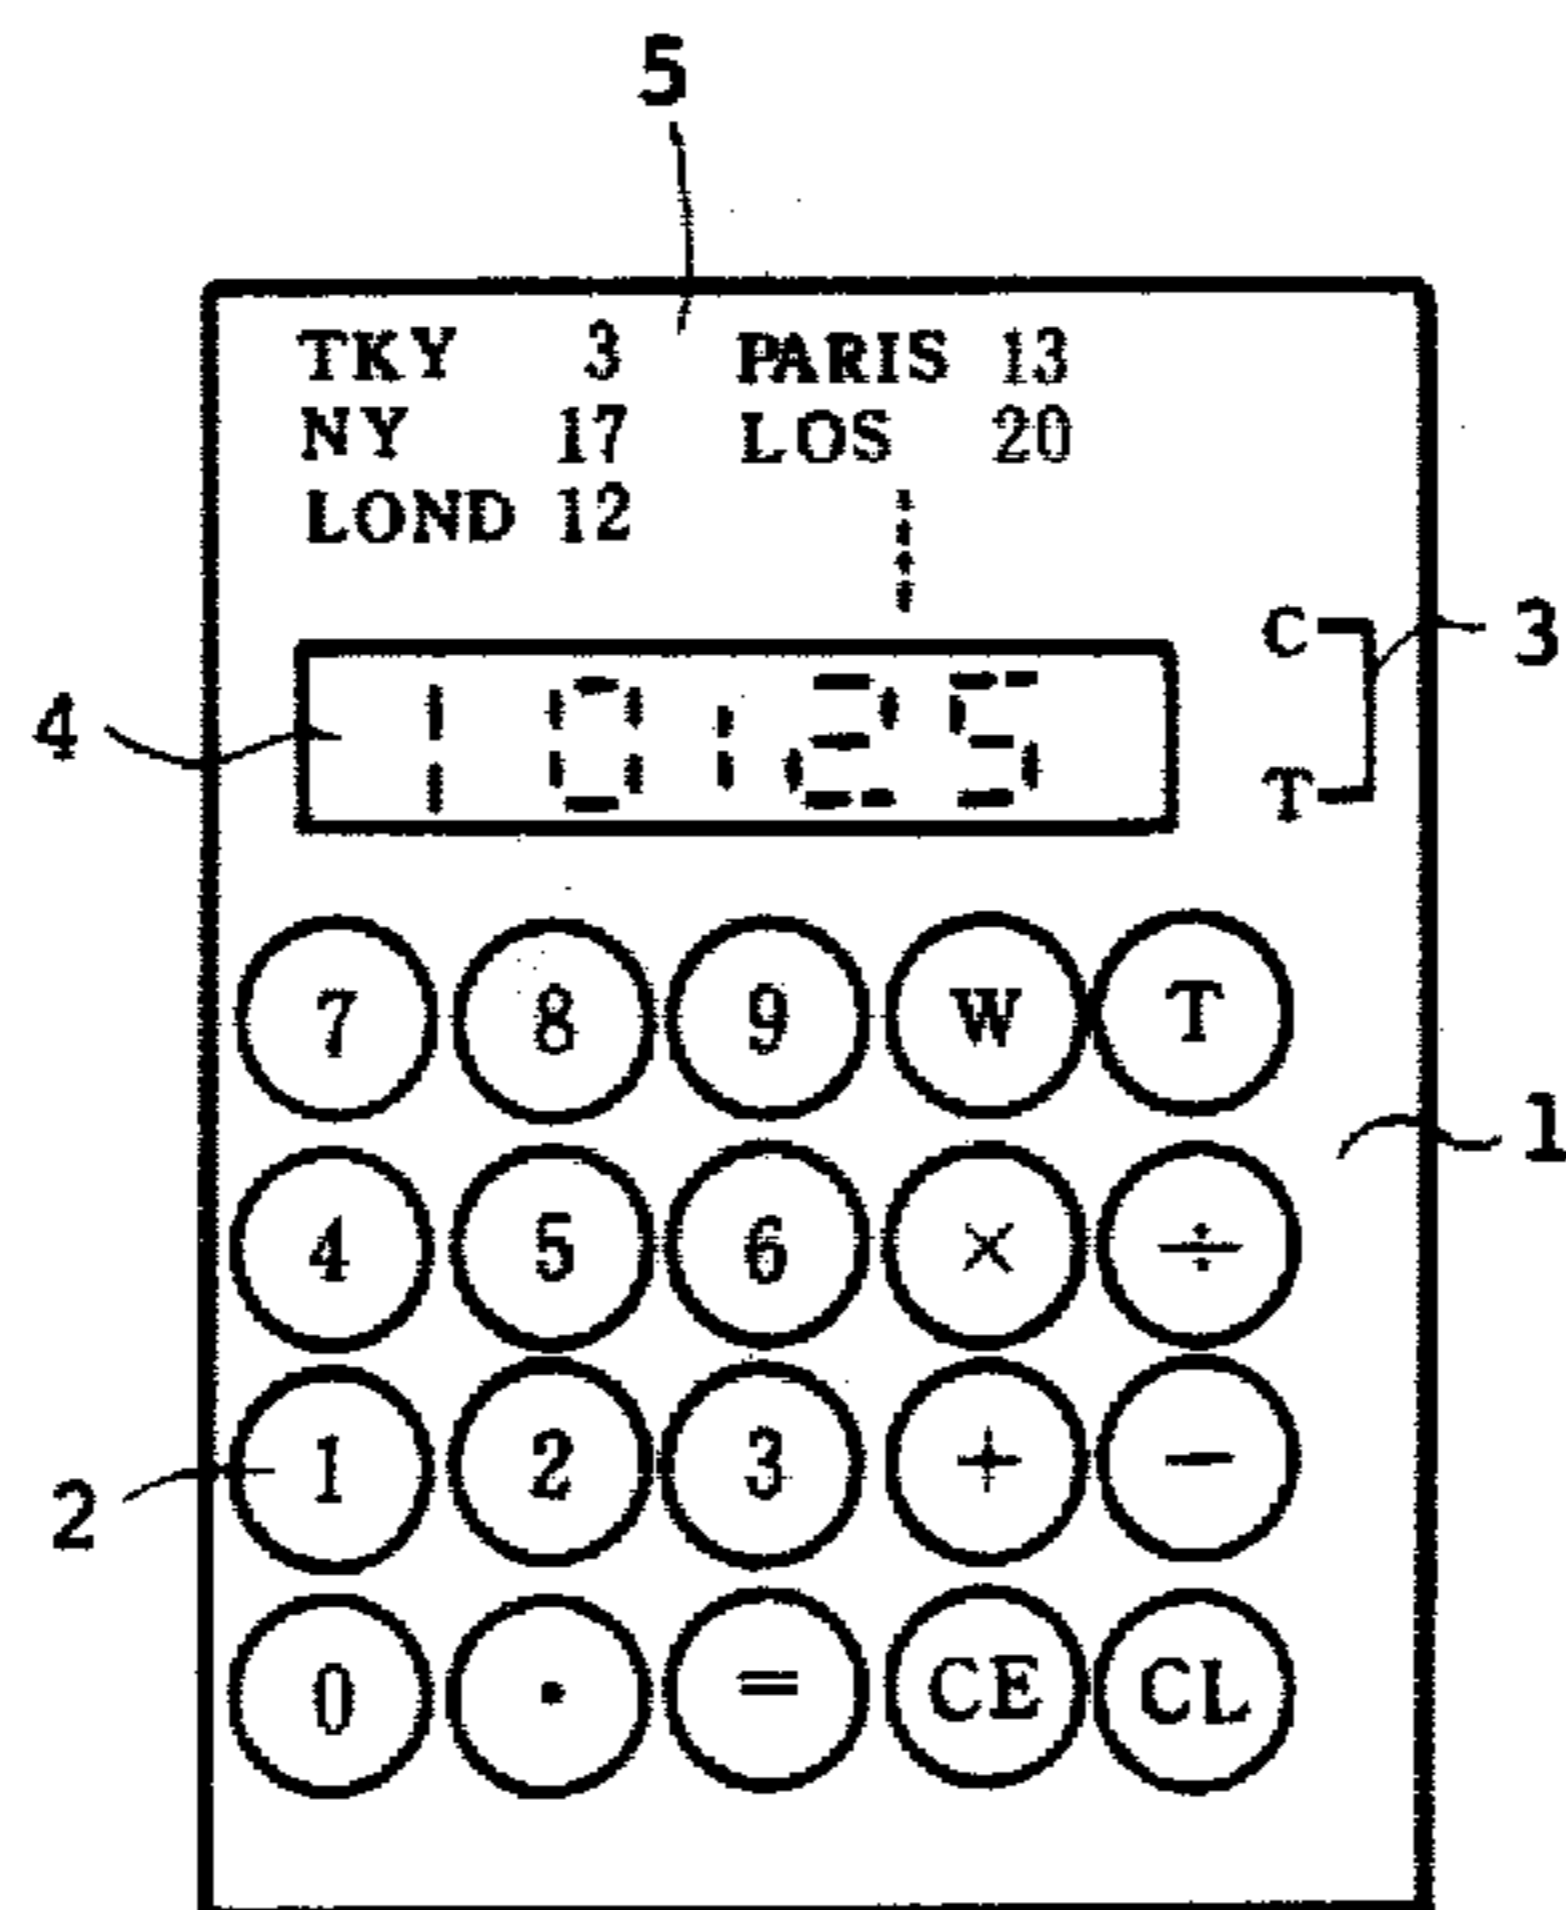 5
TKY 3 PARIS 13
NY 17 LOS 20
LOND 12
C 3
4 10:25
T
7 8 9 W T
1
4 5 6 × ÷
1 2 3 + −
2
0 . = CE CL